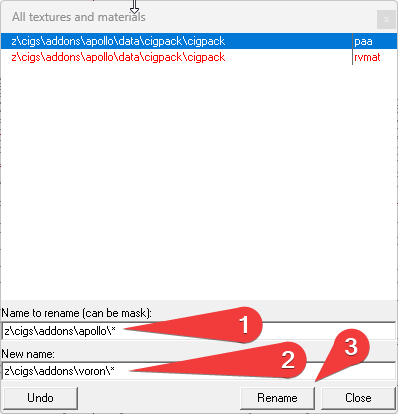 All textures and materials
x
z\cigs\addons\apollo\data\cigpack\cigpack paa
z\cigs\addons\apollo\data\cigpack\cigpack rvmat
Name to rename (can be mask):
z\cigs\addons\apollo\* 1
New name:
z\cigs\addons\voron\* 2
3
Undo Rename Close